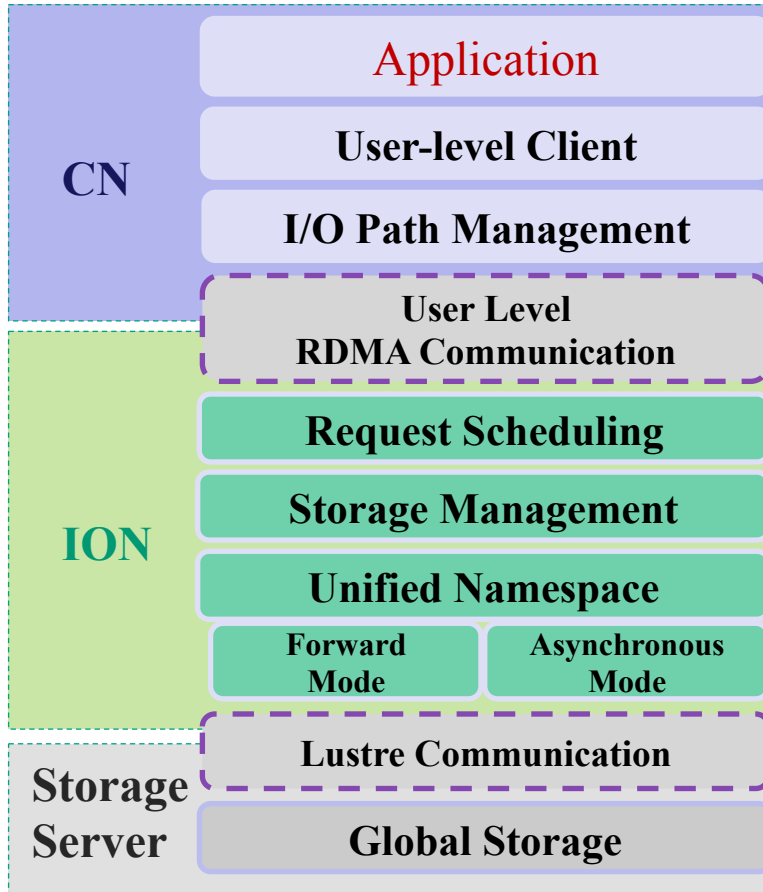 CN
Application
User-level Client
I/O Path Management
User Level
RDMA Communication
ION
Request Scheduling
Storage Management
Unified Namespace
Forward
Mode
Asynchronous
Mode
Lustre Communication
Storage
Server
Global Storage